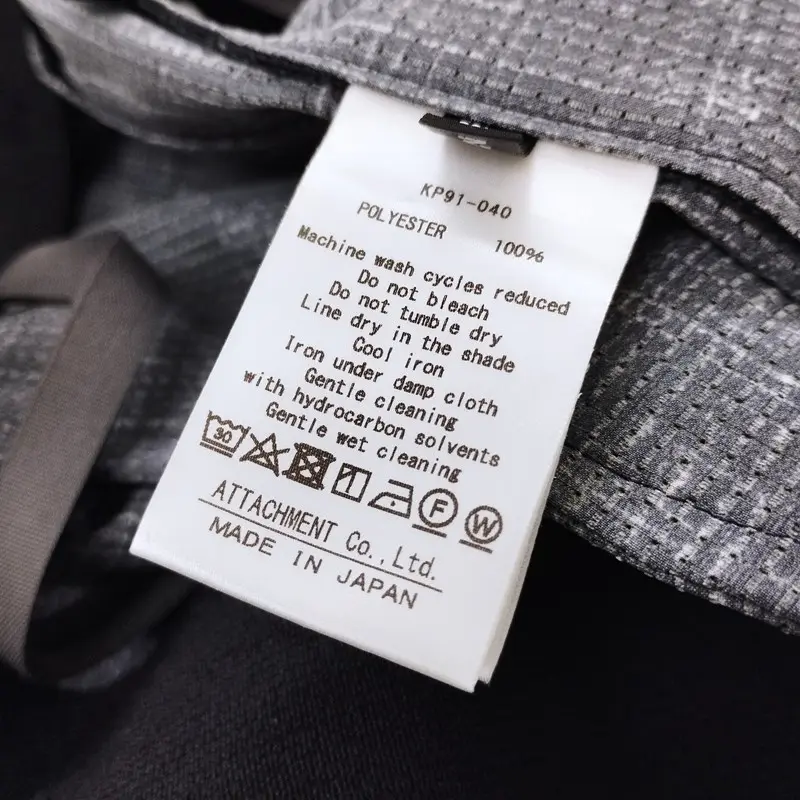 KP91-040
POLYESTER 100%
Machine wash cycles reduced
Do not bleach
Do not tumble dry
Line dry in the shade
Cool iron
Iron under damp cloth
Gentle cleaning
with hydrocarbon solvents
Gentle wet cleaning
30 F W
ATTACHMENT Co., Ltd.
MADE IN JAPAN